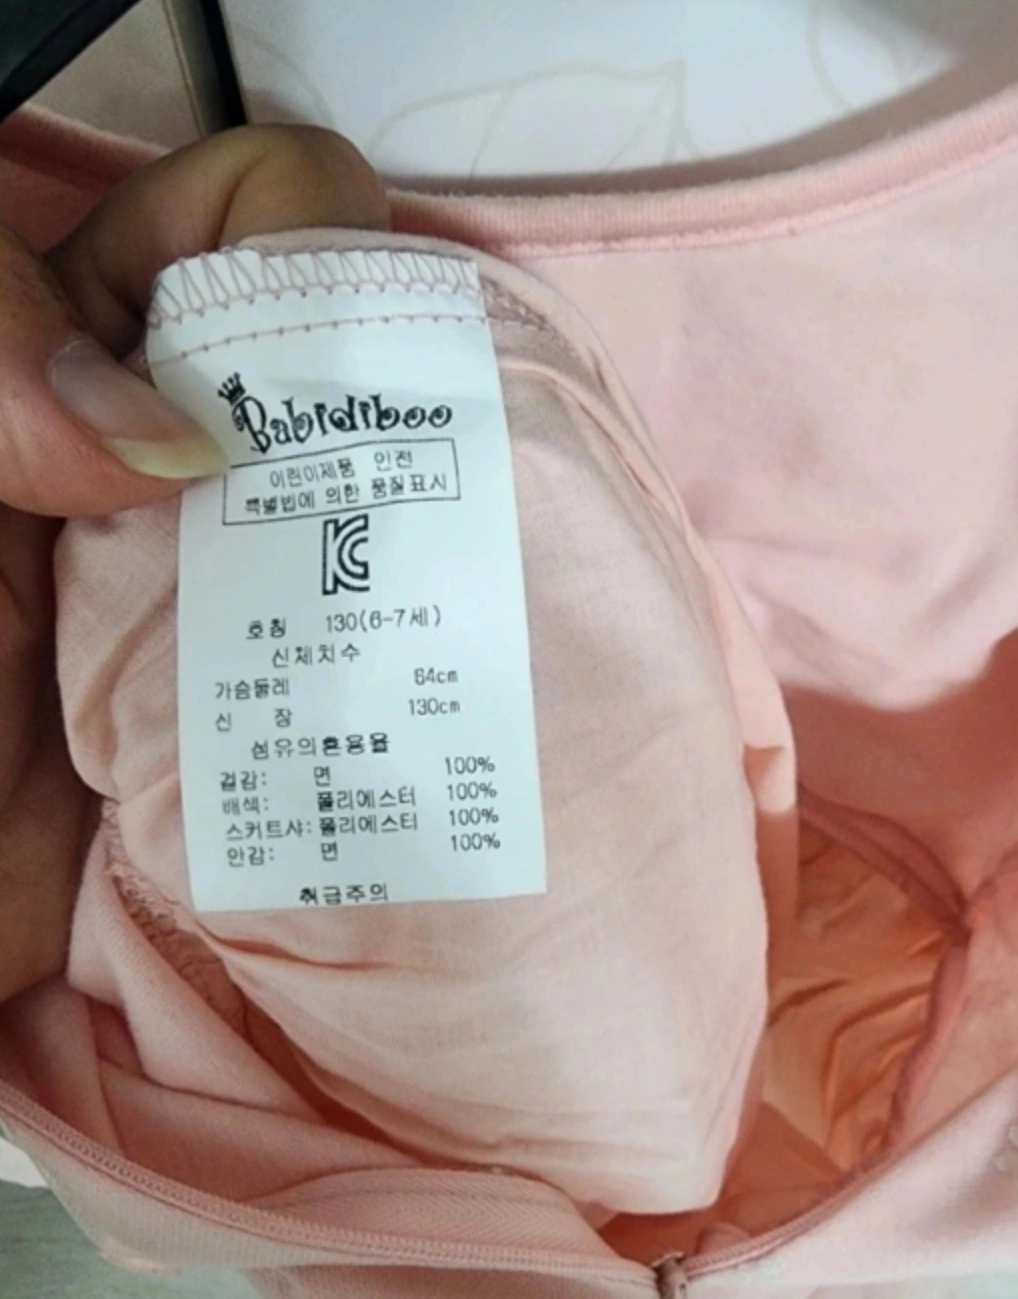 Babidiboo
어린이제품 안전
특별법에 의한 품질표시
KC
호칭 130(6-7세)
신체치수
가슴둘레 64cm
신 장 130cm
섬유의혼용율
겉감: 면 100%
배색: 폴리에스터 100%
스커트샤: 폴리에스터 100%
안감: 면 100%
취급주의